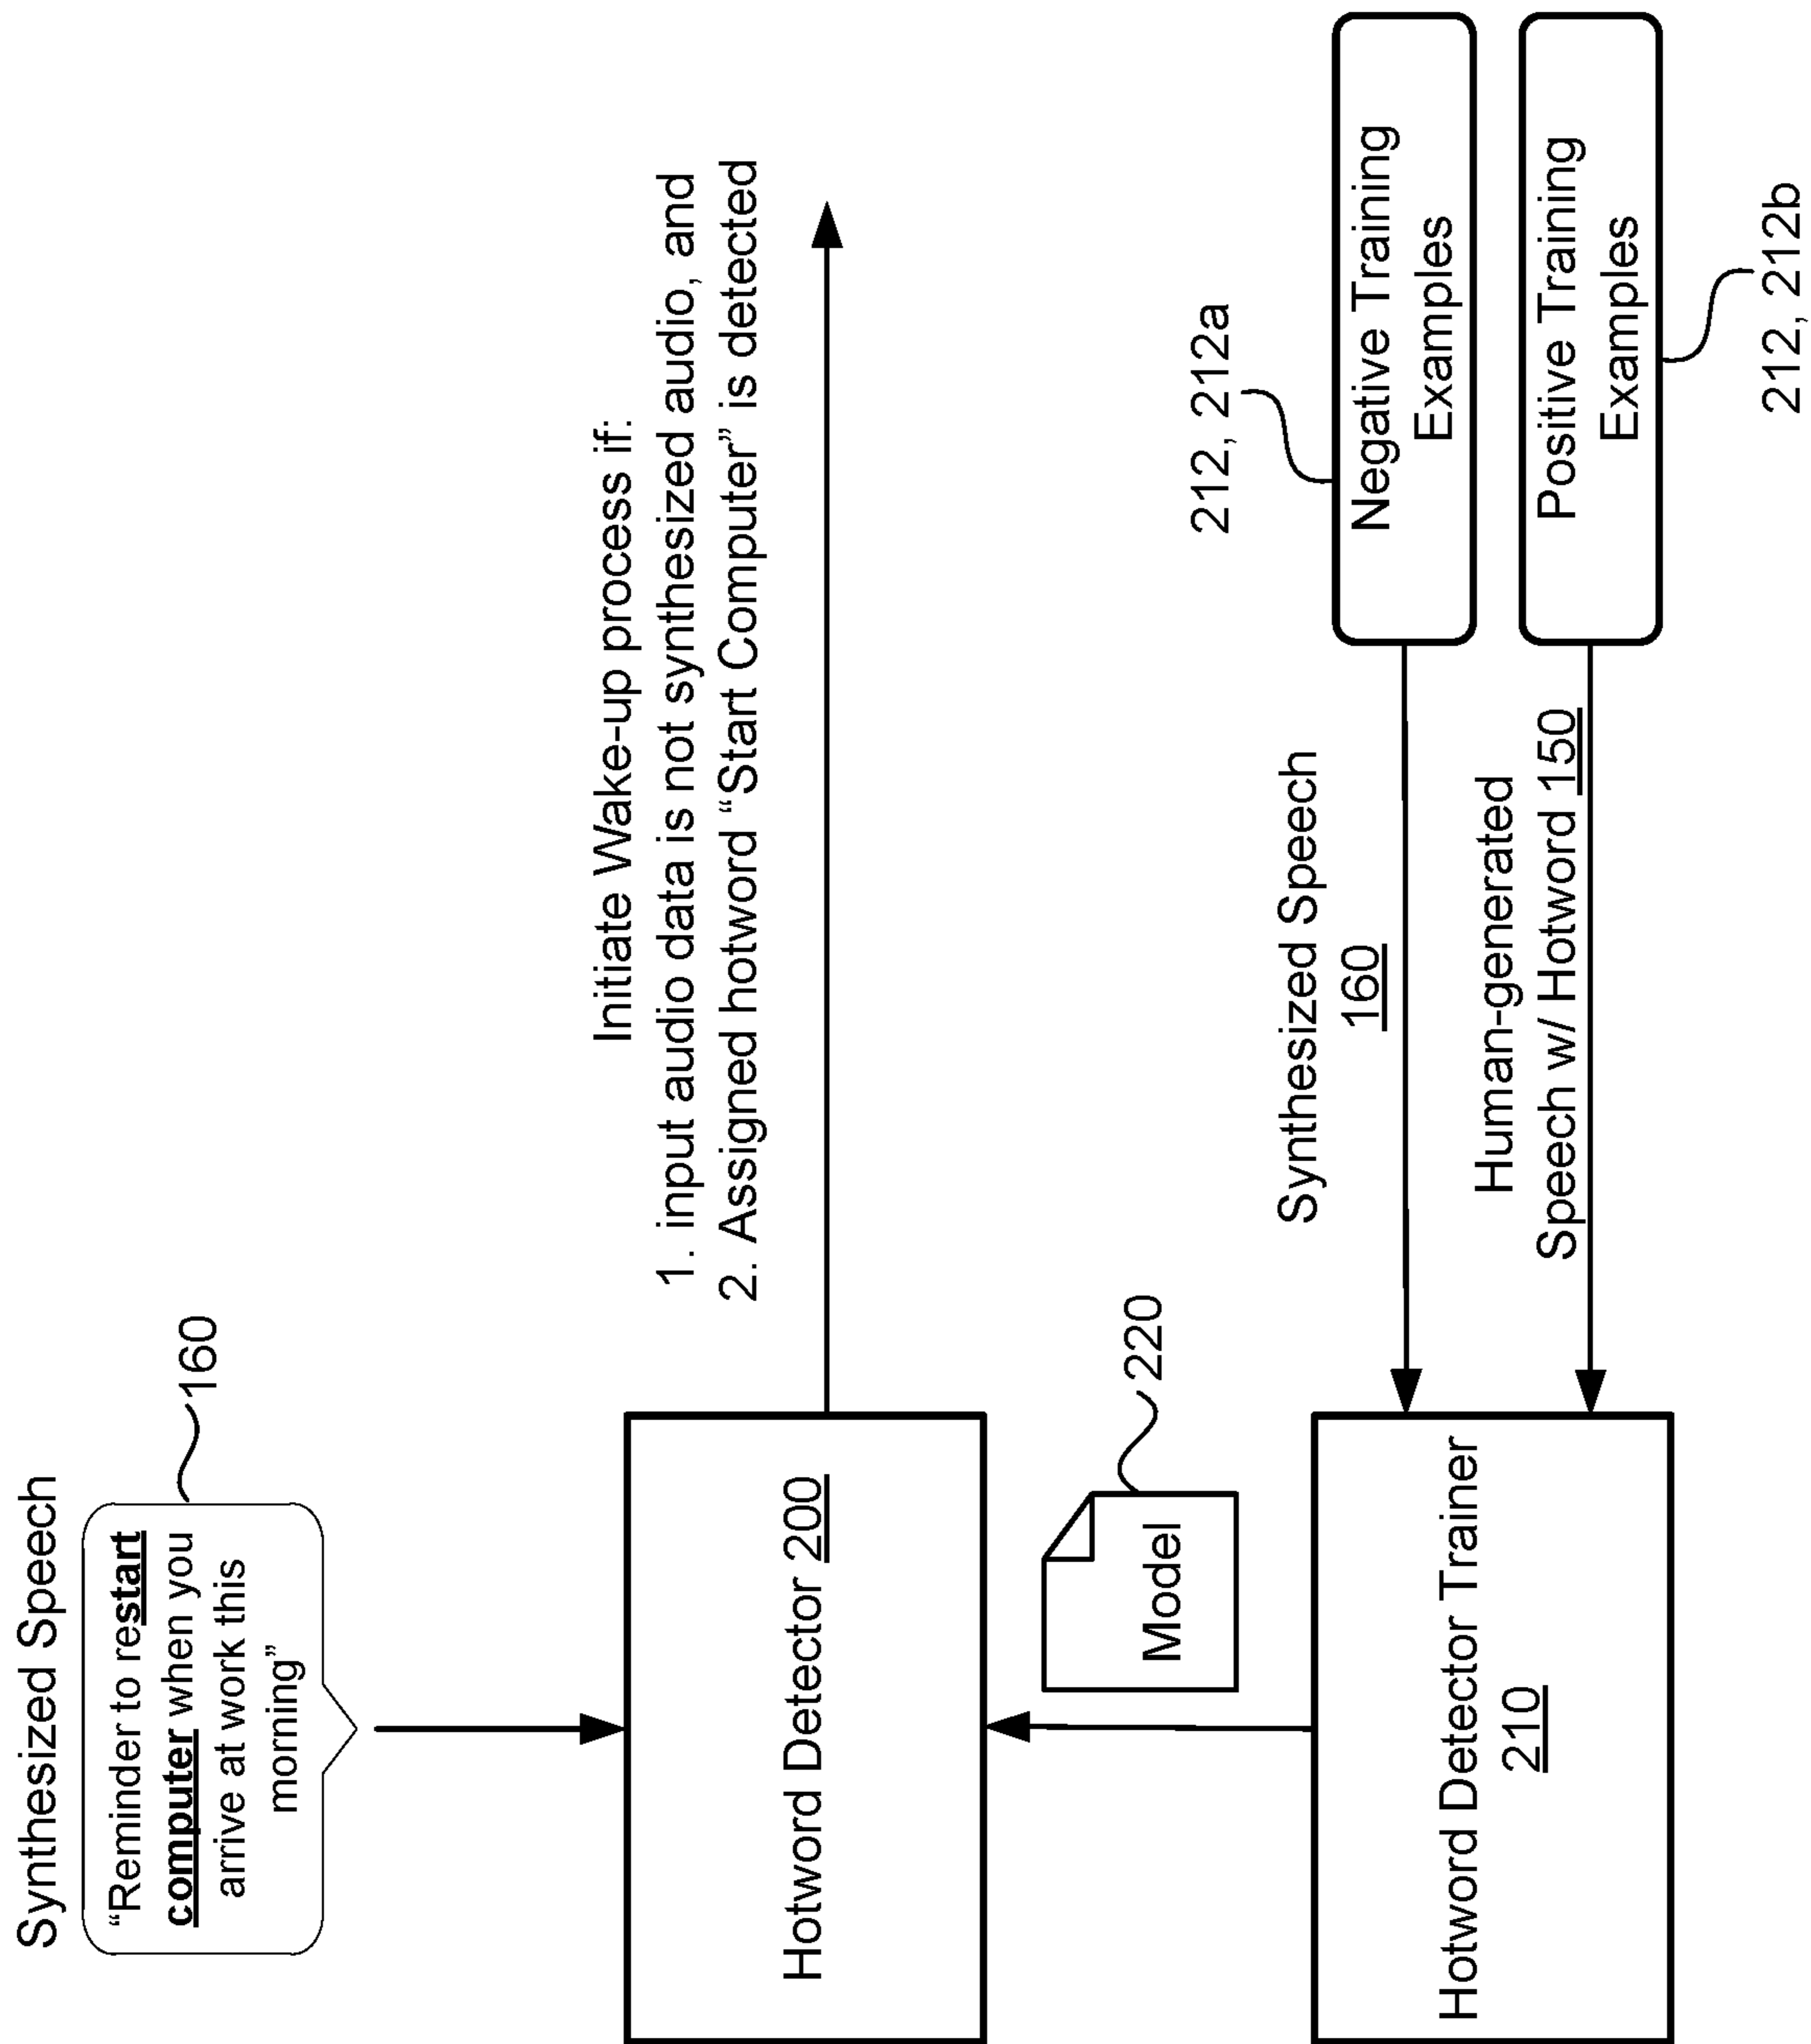 Synthesized Speech
“Reminder to restart
computer when you
arrive at work this
morning”
160
Hotword Detector 200
Initiate Wake-up process if:
1. input audio data is not synthesized audio, and
2. Assigned hotword “Start Computer” is detected
Model
220
Hotword Detector Trainer
210
Synthesized Speech
160
Human-generated
Speech w/ Hotword 150
212, 212a
Negative Training
Examples
Positive Training
Examples
212, 212b